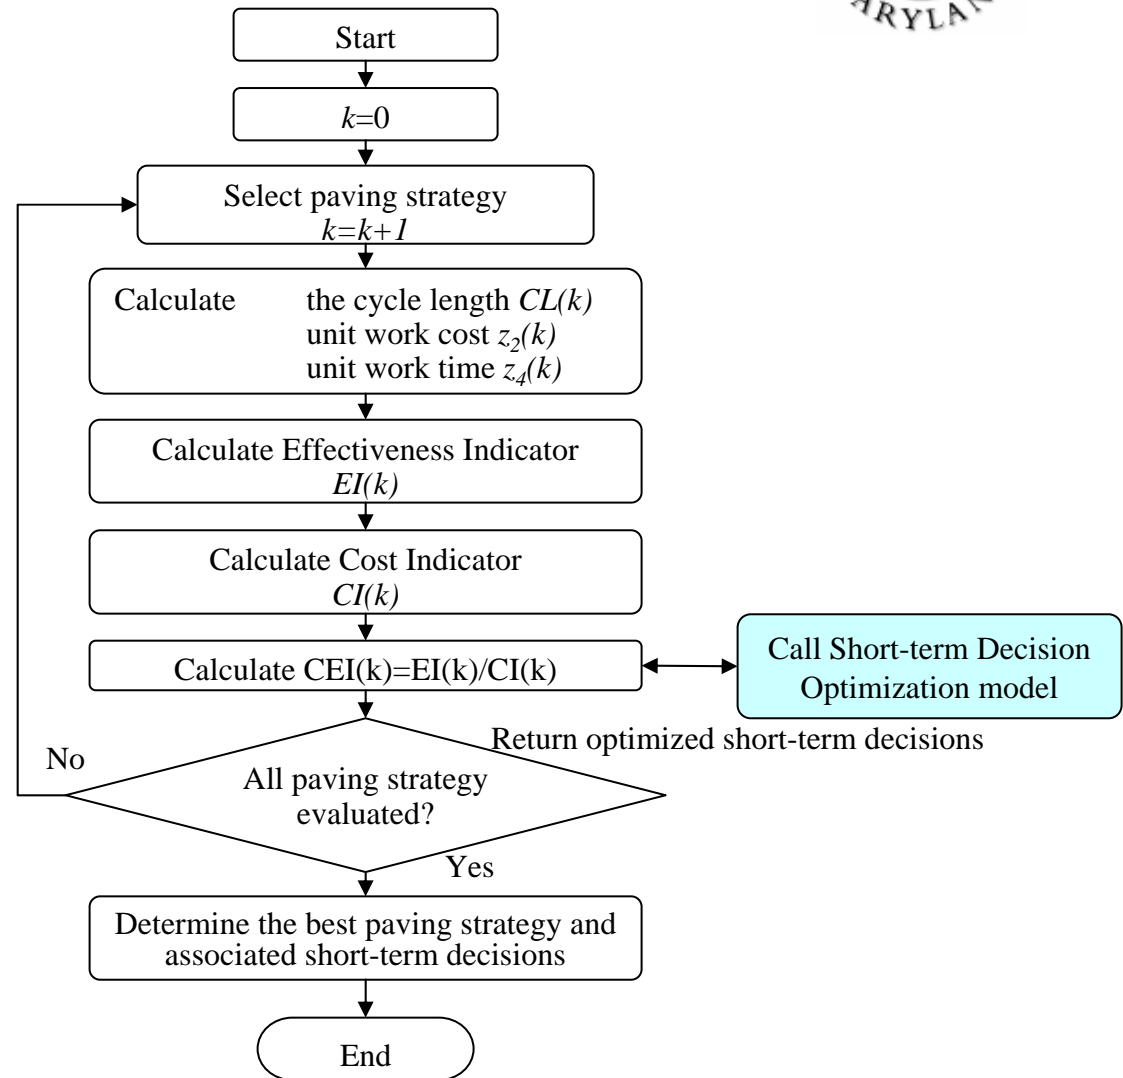 ARYLAN
Start
k=0
Select paving strategy
k=k+1
Calculate the cycle length CL(k)
unit work cost z₂(k)
unit work time z₄(k)
Calculate Effectiveness Indicator
EI(k)
Calculate Cost Indicator
CI(k)
Calculate CEI(k)=EI(k)/CI(k)
Call Short-term Decision
Optimization model
Return optimized short-term decisions
No
All paving strategy
evaluated?
Yes
Determine the best paving strategy and
associated short-term decisions
End